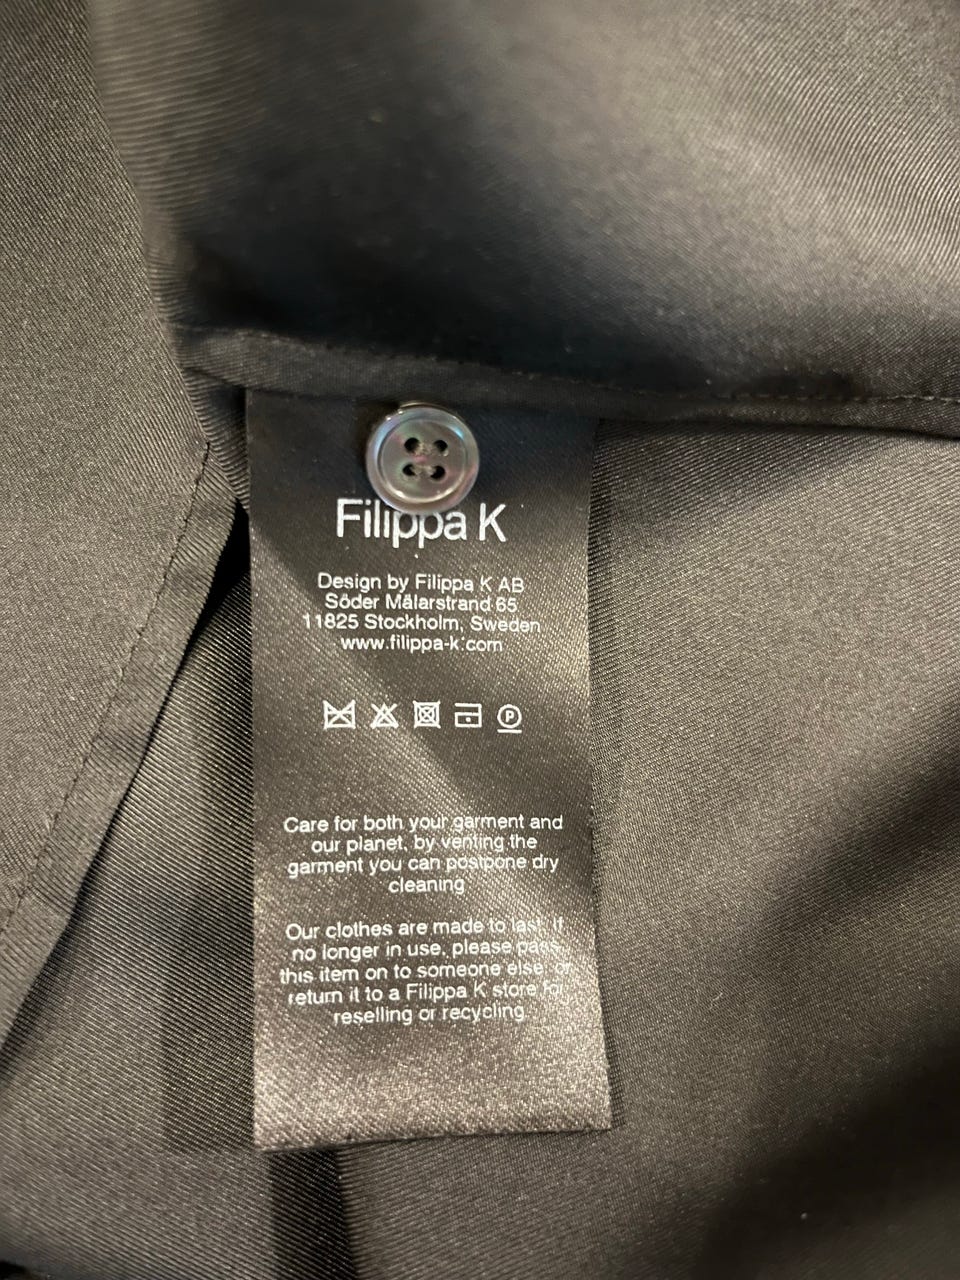 Filippa K
Design by Filippa K AB
Söder Mälarstrand 65
11825 Stockholm, Sweden
www.filippa-k.com
P
Care for both your garment and
our planet, by venting the
garment you can postpone dry
cleaning
Our clothes are made to last. If
no longer in use, please pass
this item on to someone else, or
return it to a Filippa K store for
reselling or recycling.